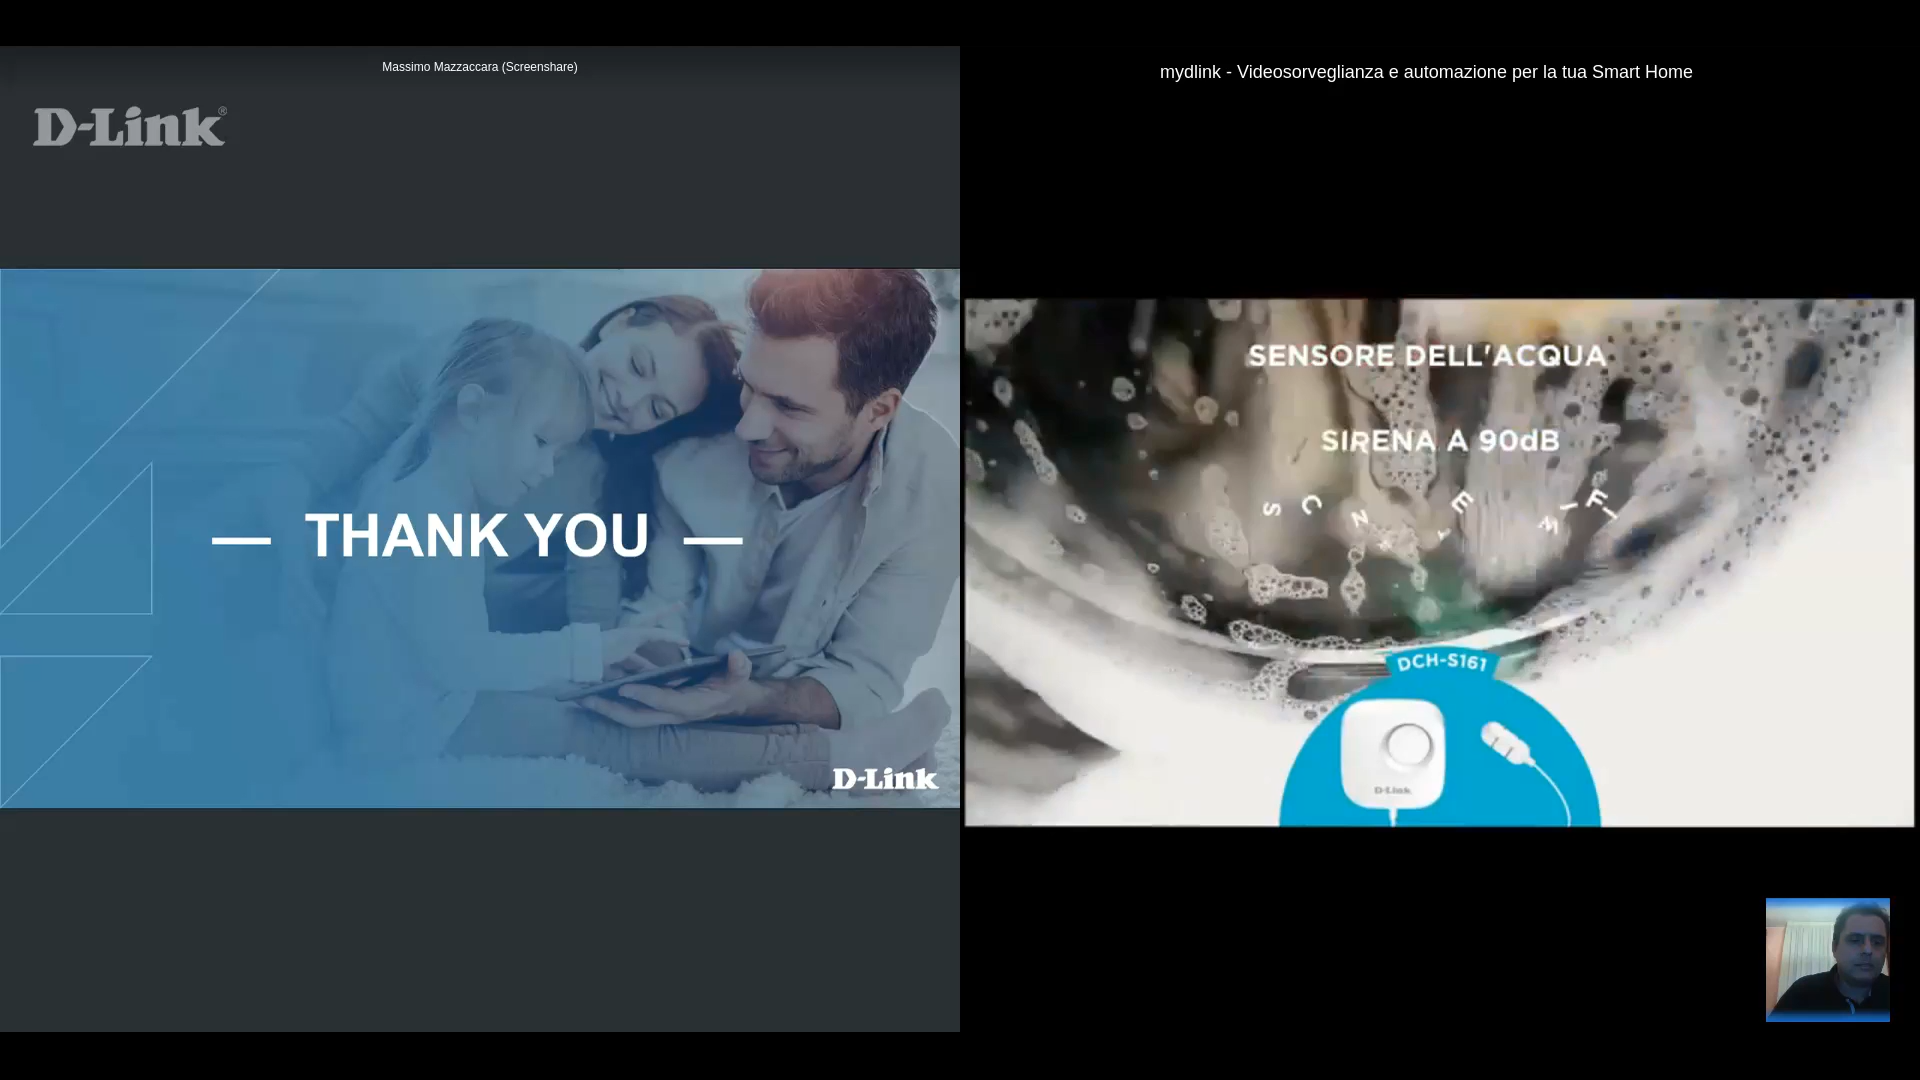 Massimo Mazzaccara (Screenshare)
D-Link®
THANK YOU
D-Link
mydlink - Videosorveglianza e automazione per la tua Smart Home
SENSORE DELL'ACQUA
SIRENA A 90dB
DCH-S161
D-Link